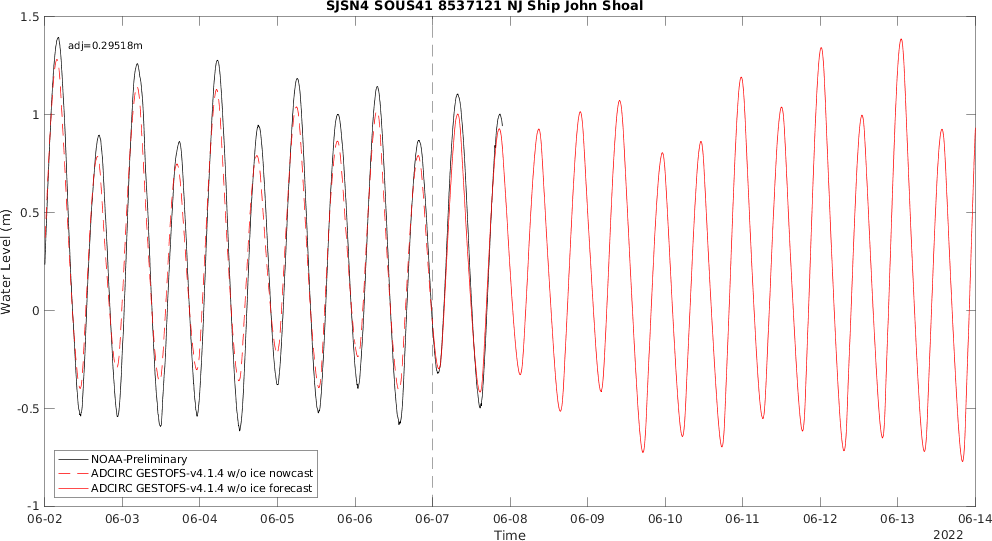 SJSN4 SOUS41 8537121 NJ Ship John Shoal
adj=0.29518m
Water Level (m)
1.5
1
0.5
0
-0.5
-1
NOAA-Preliminary
ADCIRC GESTOFS-v4.1.4 w/o ice nowcast
ADCIRC GESTOFS-v4.1.4 w/o ice forecast
06-02 06-03 06-04 06-05 06-06 06-07 06-08 06-09 06-10 06-11 06-12 06-13 06-14
Time
2022